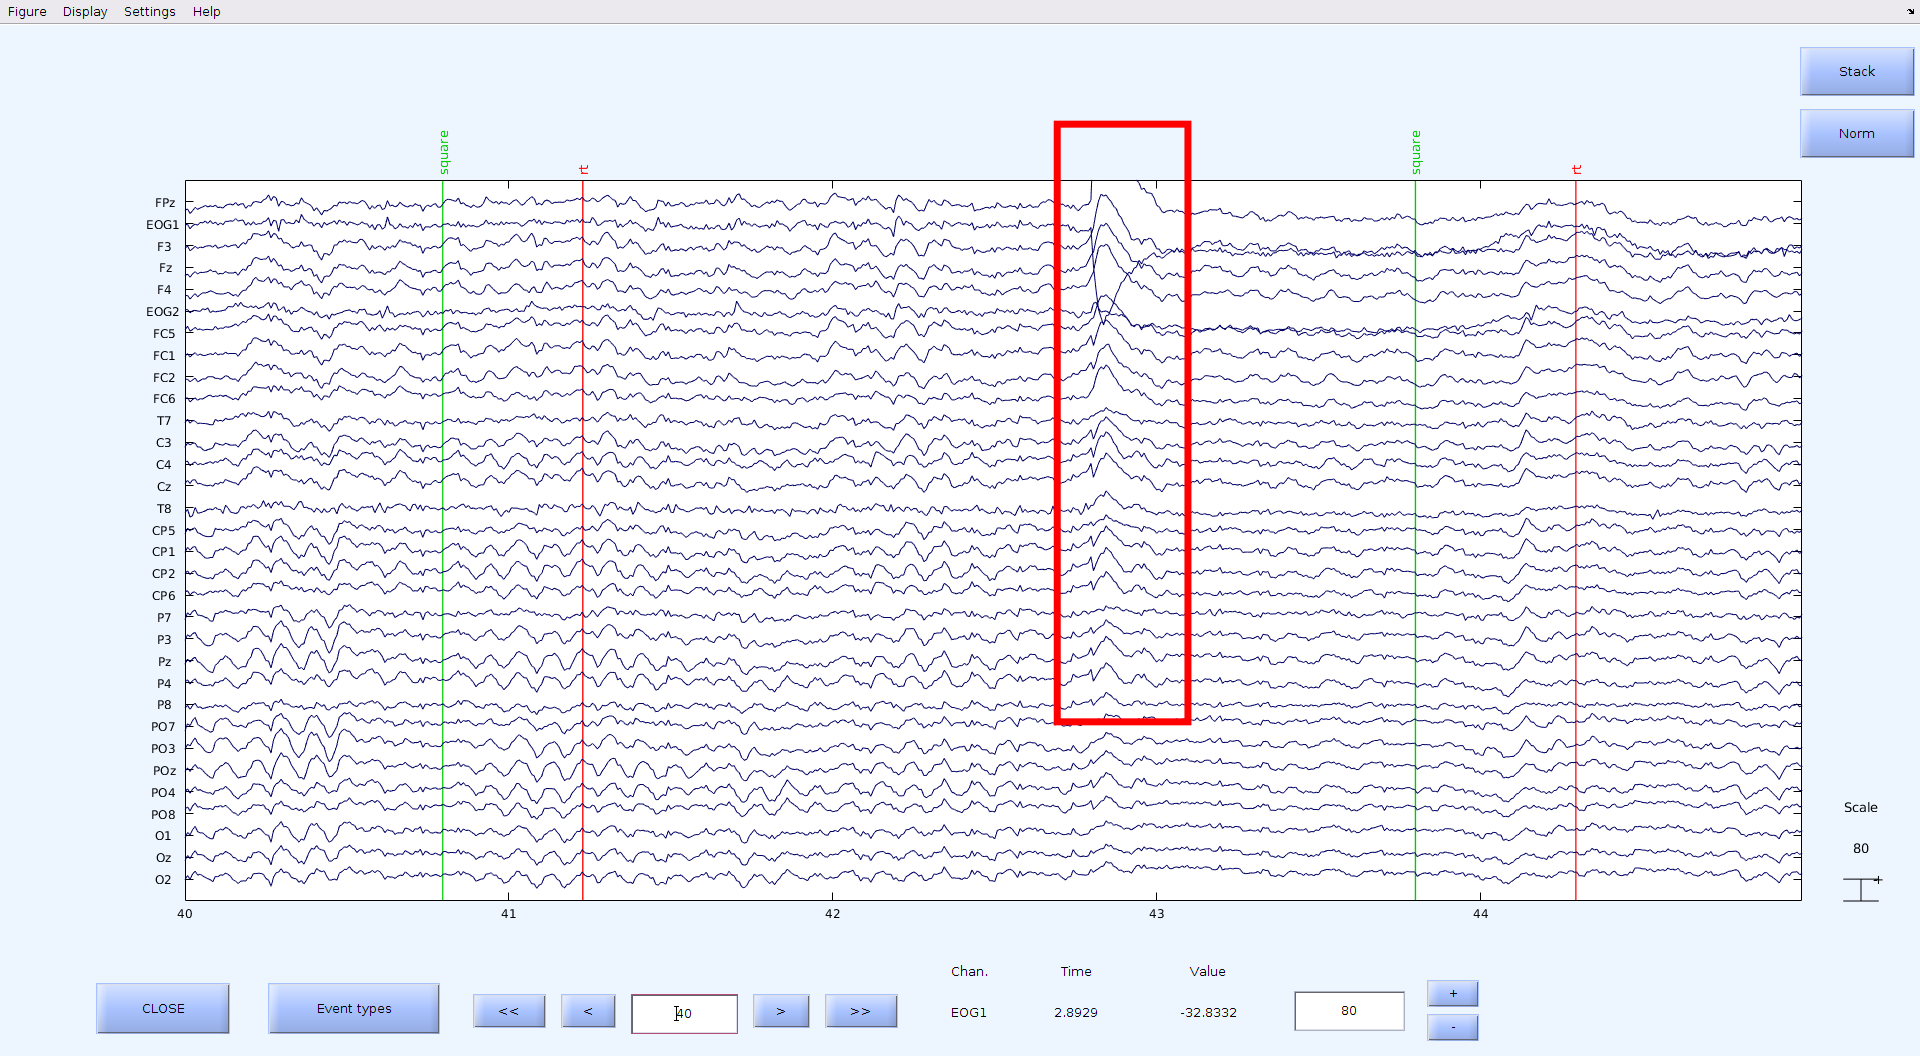 Figure Display Settings Help
Stack
Norm
square
rt
square
rt
FPz
EOG1
F3
Fz
F4
EOG2
FC5
FC1
FC2
FC6
T7
C3
C4
Cz
T8
CP5
CP1
CP2
CP6
P7
P3
Pz
P4
P8
PO7
PO3
POz
PO4
PO8
O1
Oz
O2
40 41 42 43 44
Scale
80
+
Chan. Time Value
EOG1 2.8929 -32.8332
CLOSE
Event types
<< < 40 > >>
80
+
-